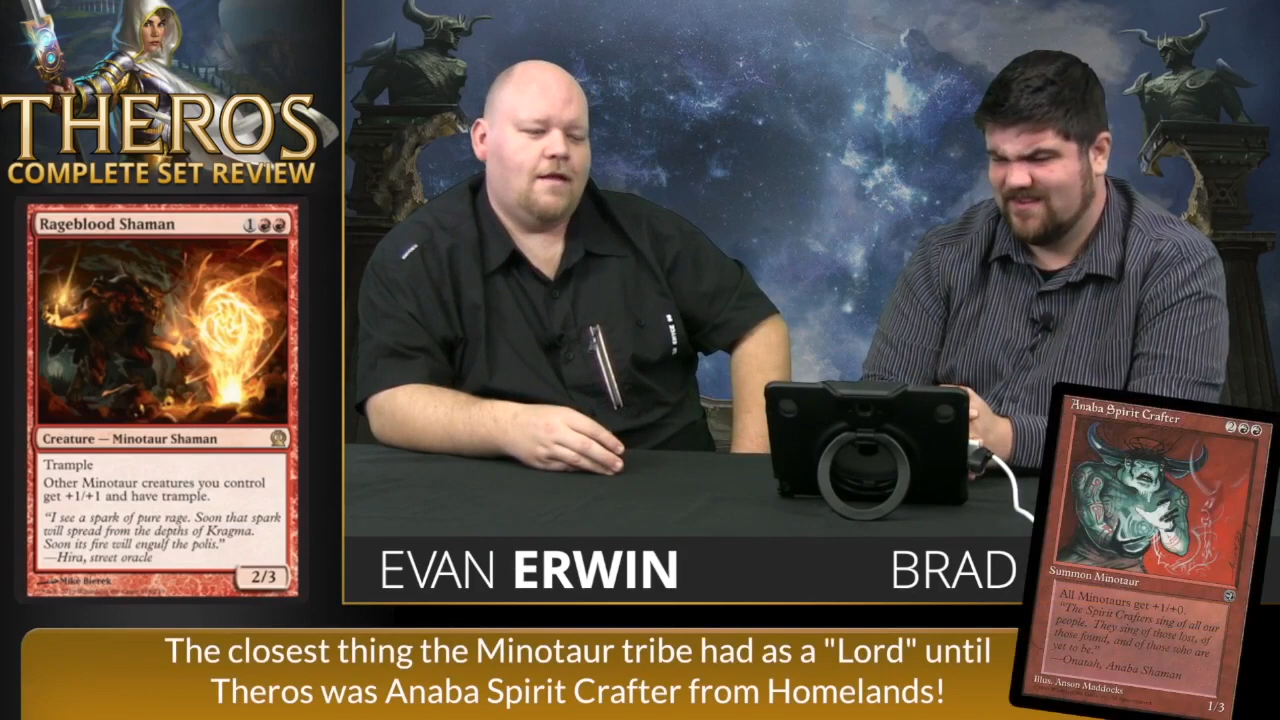 THEROS
COMPLETE SET REVIEW
Rageblood Shaman
1
Creature — Minotaur Shaman
Trample
Other Minotaur creatures you control
get +1/+1 and have trample.
"I see a spark of pure rage. Soon that spark
will spread from the depths of Kragma.
Soon its fire will engulf the polis."
—Hira, street oracle
Mike Bierek
2/3
EVAN ERWIN
BRAD
Anaba Spirit Crafter
2
Summon Minotaur
All Minotaurs get +1/+0.
"The Spirit Crafters sing of all our
people. They sing of those lost, of
those found, and of those who are
yet to be."
—Onatah, Anaba Shaman
Illus. Anson Maddocks
1/3
The closest thing the Minotaur tribe had as a "Lord" until
Theros was Anaba Spirit Crafter from Homelands!